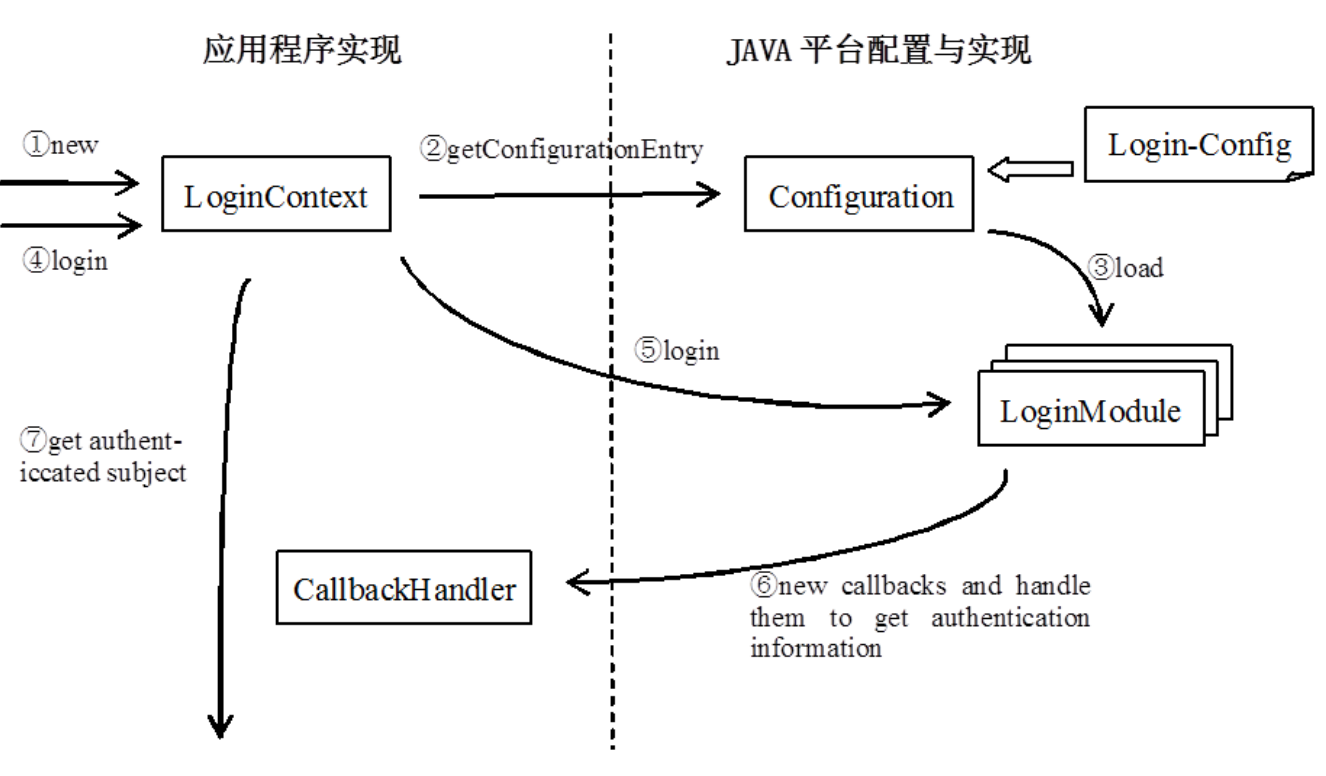 应用程序实现
JAVA 平台配置与实现
①new
②getConfigurationEntry
Login-Config
LoginContext
Configuration
④login
③load
⑤login
LoginModule
⑦get authent-
iccated subject
CallbackHandler
⑥new callbacks and handle
them to get authentication
information